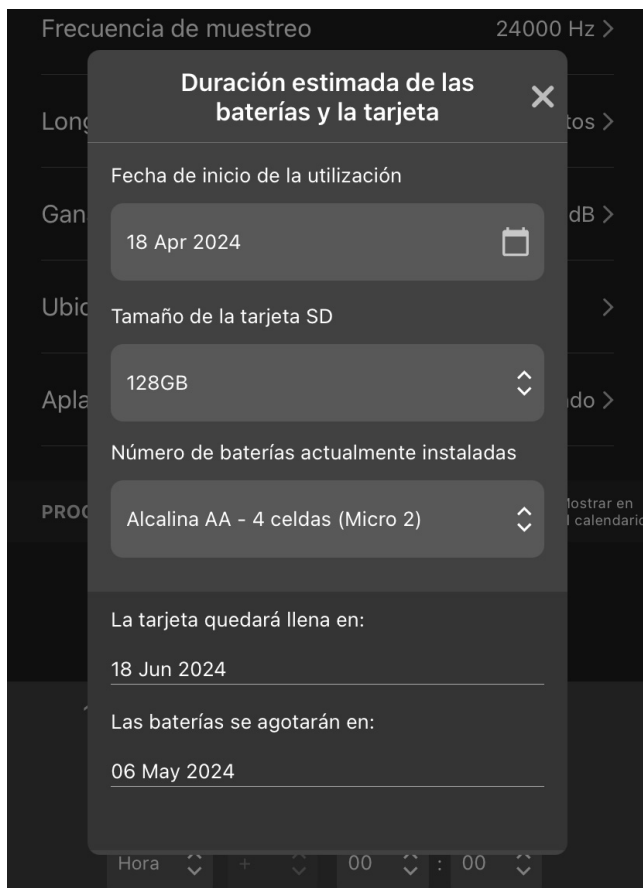 Frecuencia de muestreo 24000 Hz >
Duración estimada de las
baterías y la tarjeta
Fecha de inicio de la utilización
dB >
18 Apr 2024
Tamaño de la tarjeta SD
128GB
Número de baterías actualmente instaladas
Mostrar en
Alcalina AA - 4 celdas (Micro 2)
La tarjeta quedará llena en:
18 Jun 2024
Las baterías se agotarán en:
06 May 2024
Hora + 00 : 00